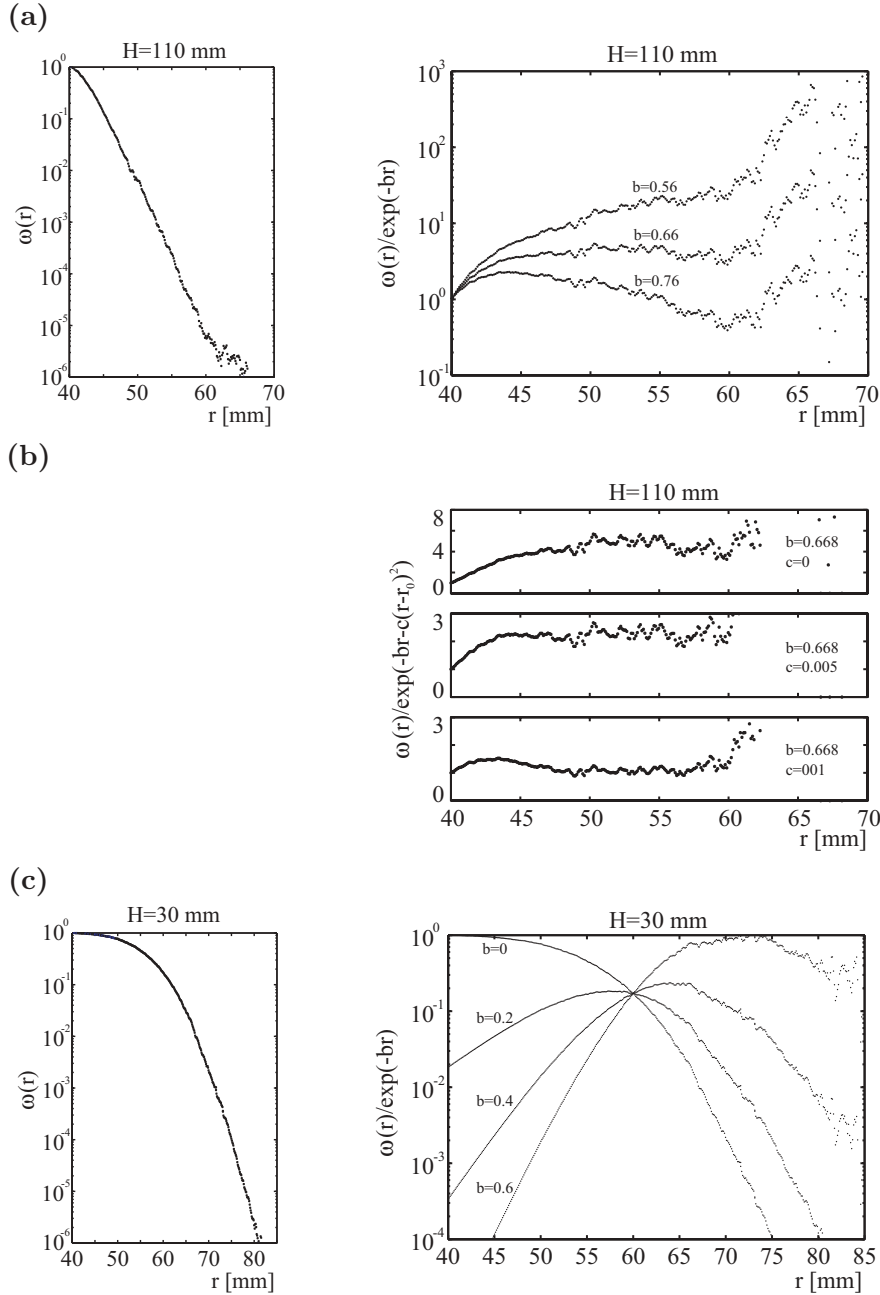 (a)
H=110 mm
10^0
10^-1
10^-2
10^-3
10^-4
10^-5
10^-6
ω(r)
40 50 60 70
r [mm]
H=110 mm
10^3
10^2
10^1
10^0
10^-1
ω(r)/exp(-br)
b=0.56
b=0.66
b=0.76
40 45 50 55 60 65 70
r [mm]
(b)
H=110 mm
ω(r)/exp(-br-c(r-r_0)^2)
8
4
0
b=0.668
c=0
3
0
b=0.668
c=0.005
3
0
b=0.668
c=001
40 45 50 55 60 65 70
r [mm]
(c)
H=30 mm
10^0
10^-1
10^-2
10^-3
10^-4
10^-5
10^-6
ω(r)
40 50 60 70 80
r [mm]
H=30 mm
10^0
10^-1
10^-2
10^-3
10^-4
ω(r)/exp(-br)
b=0
b=0.2
b=0.4
b=0.6
40 45 50 55 60 65 70 75 80 85
r [mm]